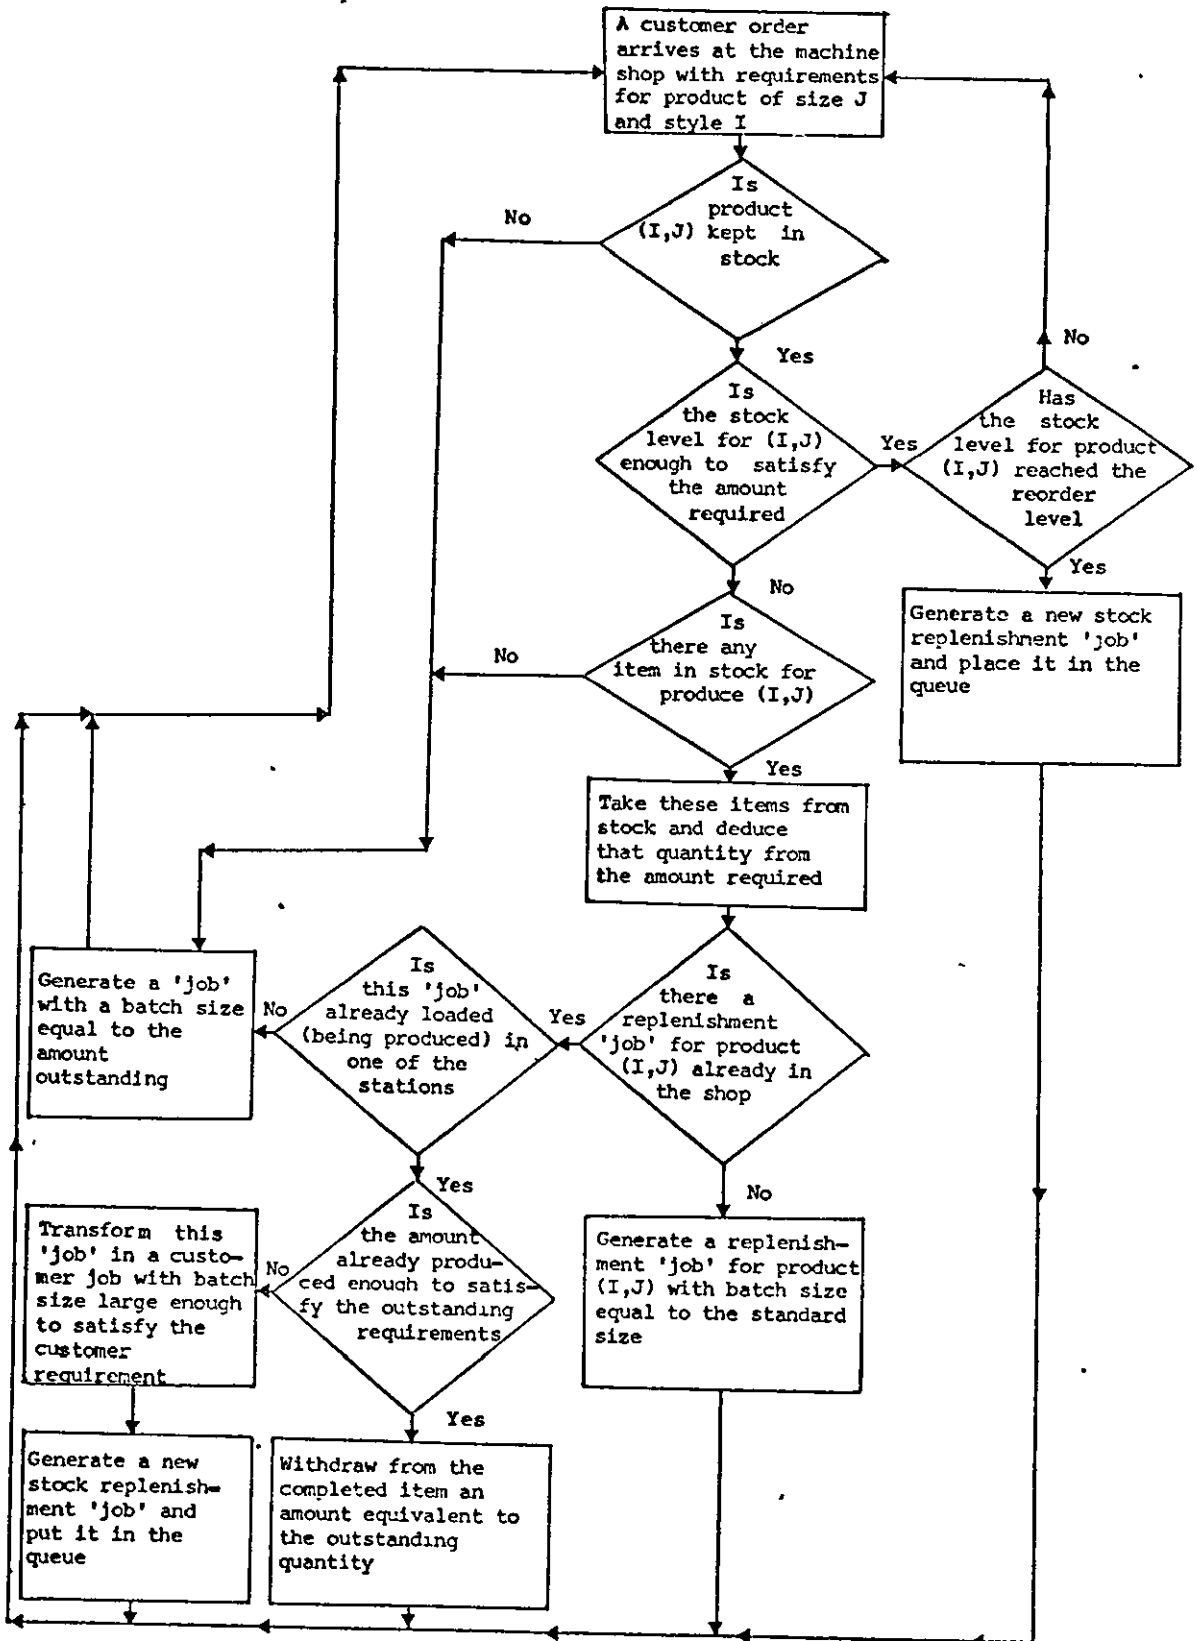 A customer order
arrives at the machine
shop with requirements
for product of size J
and style I
Is
product
(I,J) kept in
stock
No
Yes
Is
the stock
level for (I,J)
enough to satisfy
the amount
required
Yes
Has
the stock
level for product
(I,J) reached the
reorder
level
No
Yes
No
Generate a new stock
replenishment 'job'
and place it in the
queue
Is
there any
item in stock for
produce (I,J)
No
Yes
Take these items from
stock and deduce
that quantity from
the amount required
Is
there a
replenishment
'job' for product
(I,J) already in
the shop
Yes
Is
this 'job'
already loaded
(being produced) in
one of the
stations
No
Generate a 'job'
with a batch size
equal to the
amount
outstanding
Yes
No
Is
the amount
already produ-
ced enough to satis-
fy the outstanding
requirements
No
Transform this
'job' in a custo-
mer job with batch
size large enough
to satisfy the
customer
requirement
Generate a replenish-
ment 'job' for product
(I,J) with batch size
equal to the standard
size
Yes
Generate a new
stock replenish-
ment 'job' and
put it in the
queue
Withdraw from the
completed item an
amount equivalent to
the outstanding
quantity